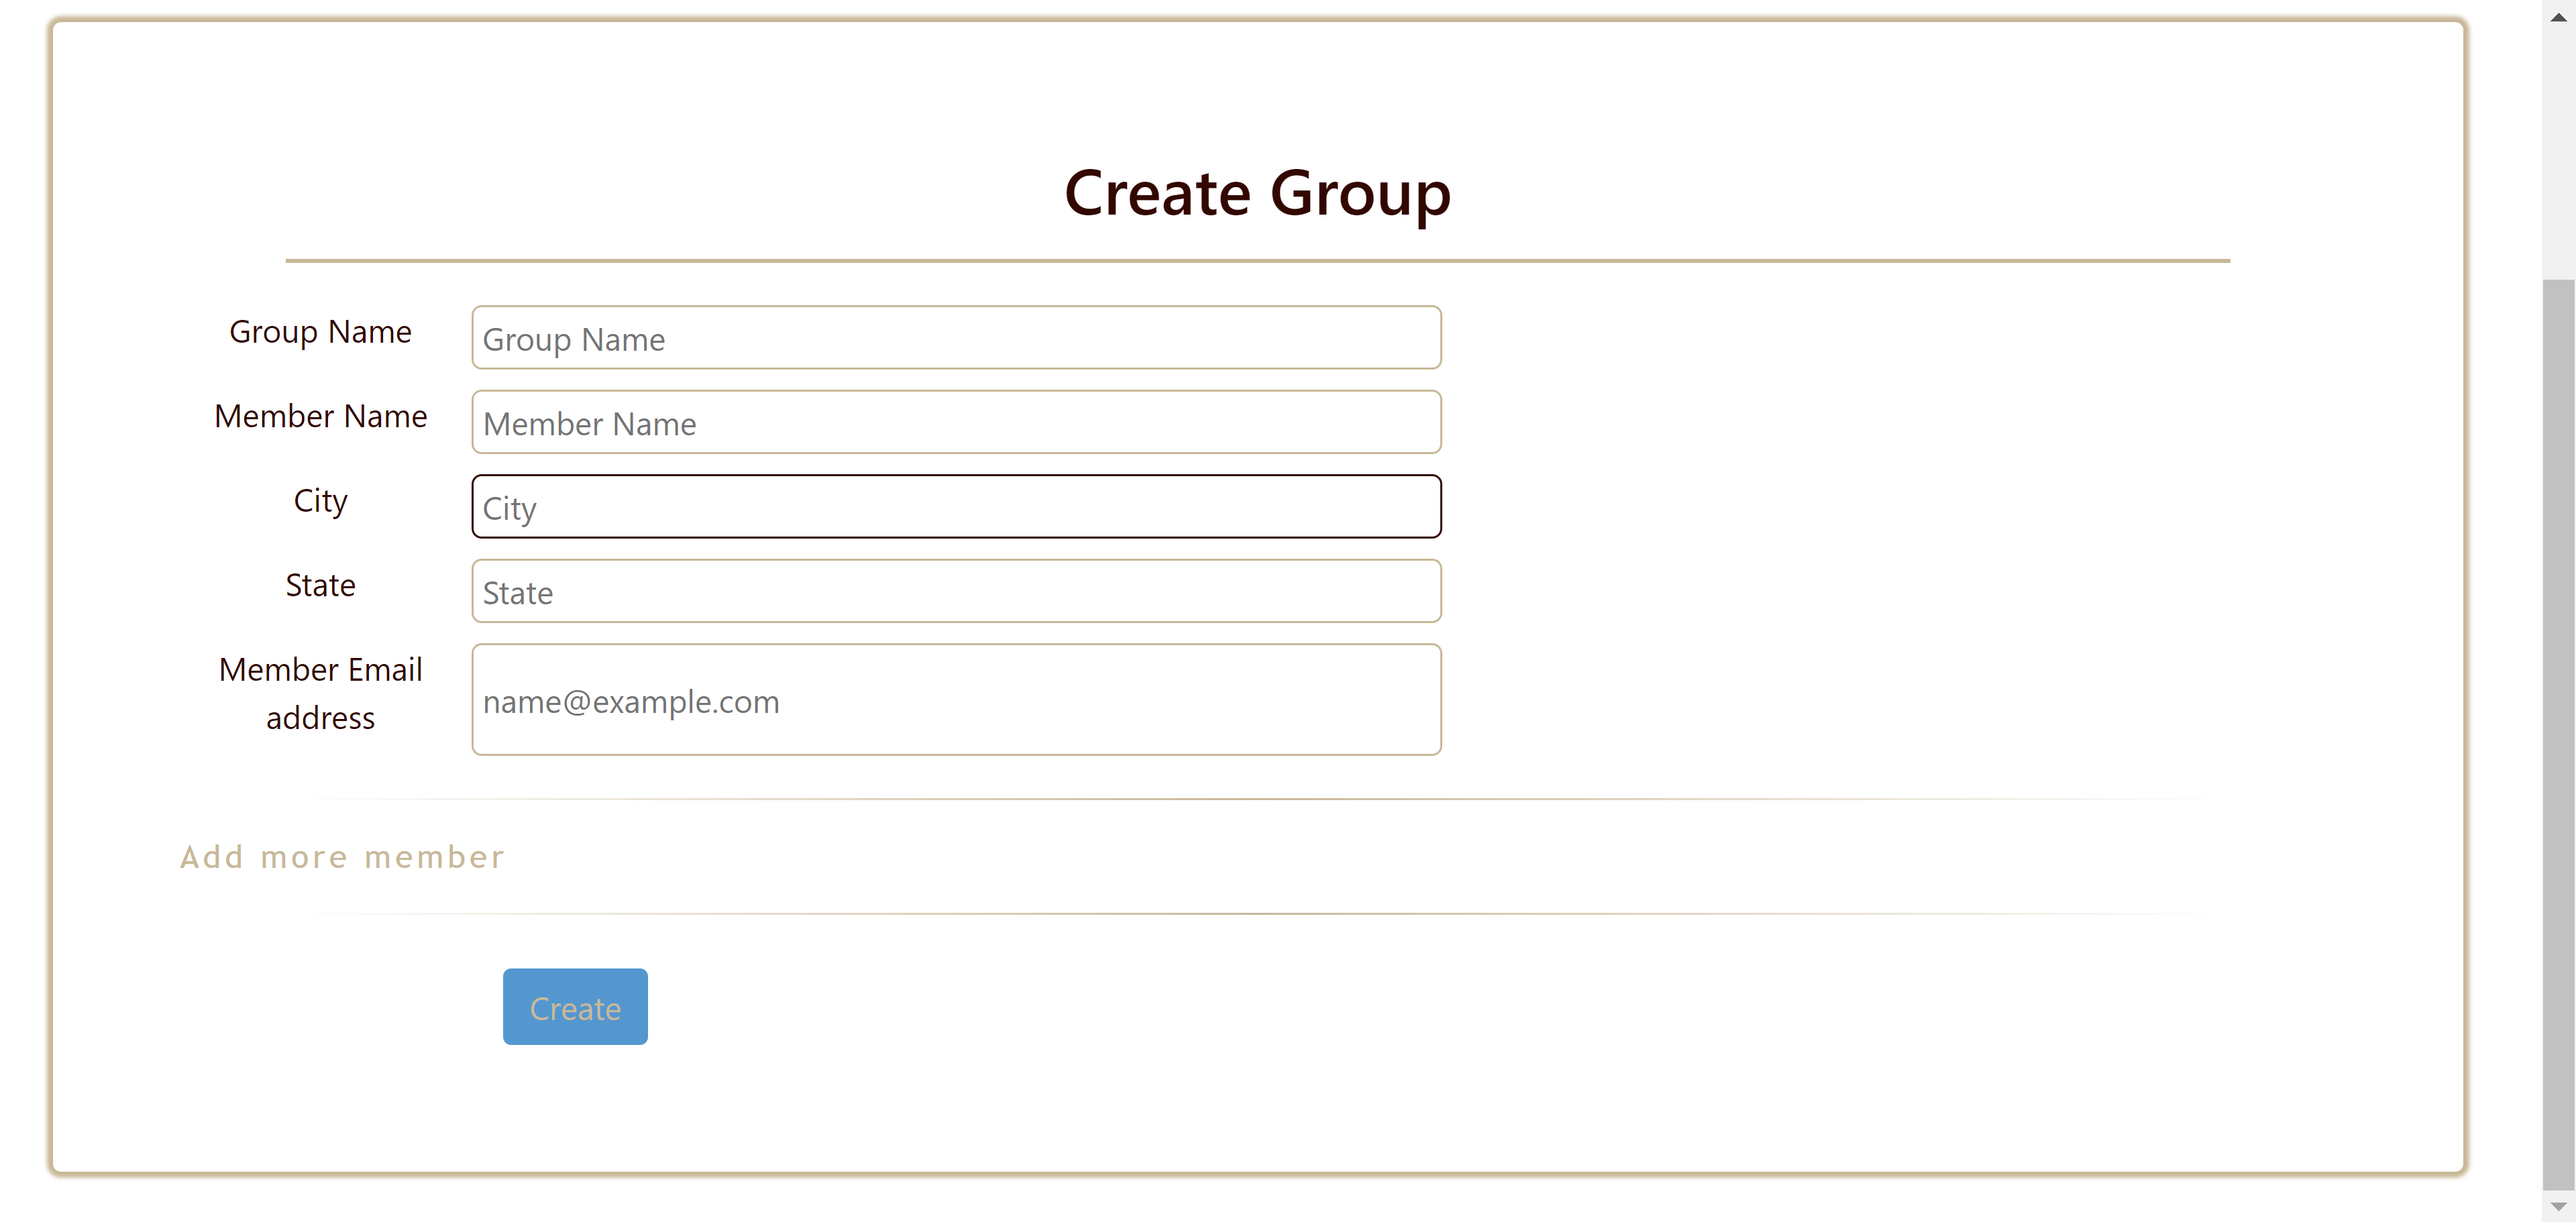 Create Group
Group Name
Group Name
Member Name
Member Name
City
City
State
State
Member Email
address
name@example.com
Add more member
Create